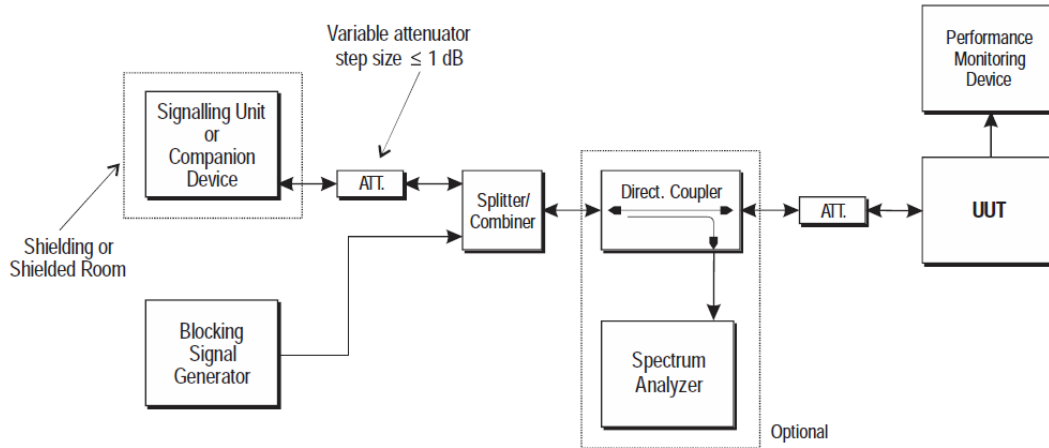 Variable attenuator
step size ≤ 1 dB
Performance
Monitoring
Device
Signalling Unit
or
Companion
Device
ATT.
Splitter/
Combiner
Direct. Coupler
ATT.
UUT
Shielding or
Shielded Room
Blocking
Signal
Generator
Spectrum
Analyzer
Optional